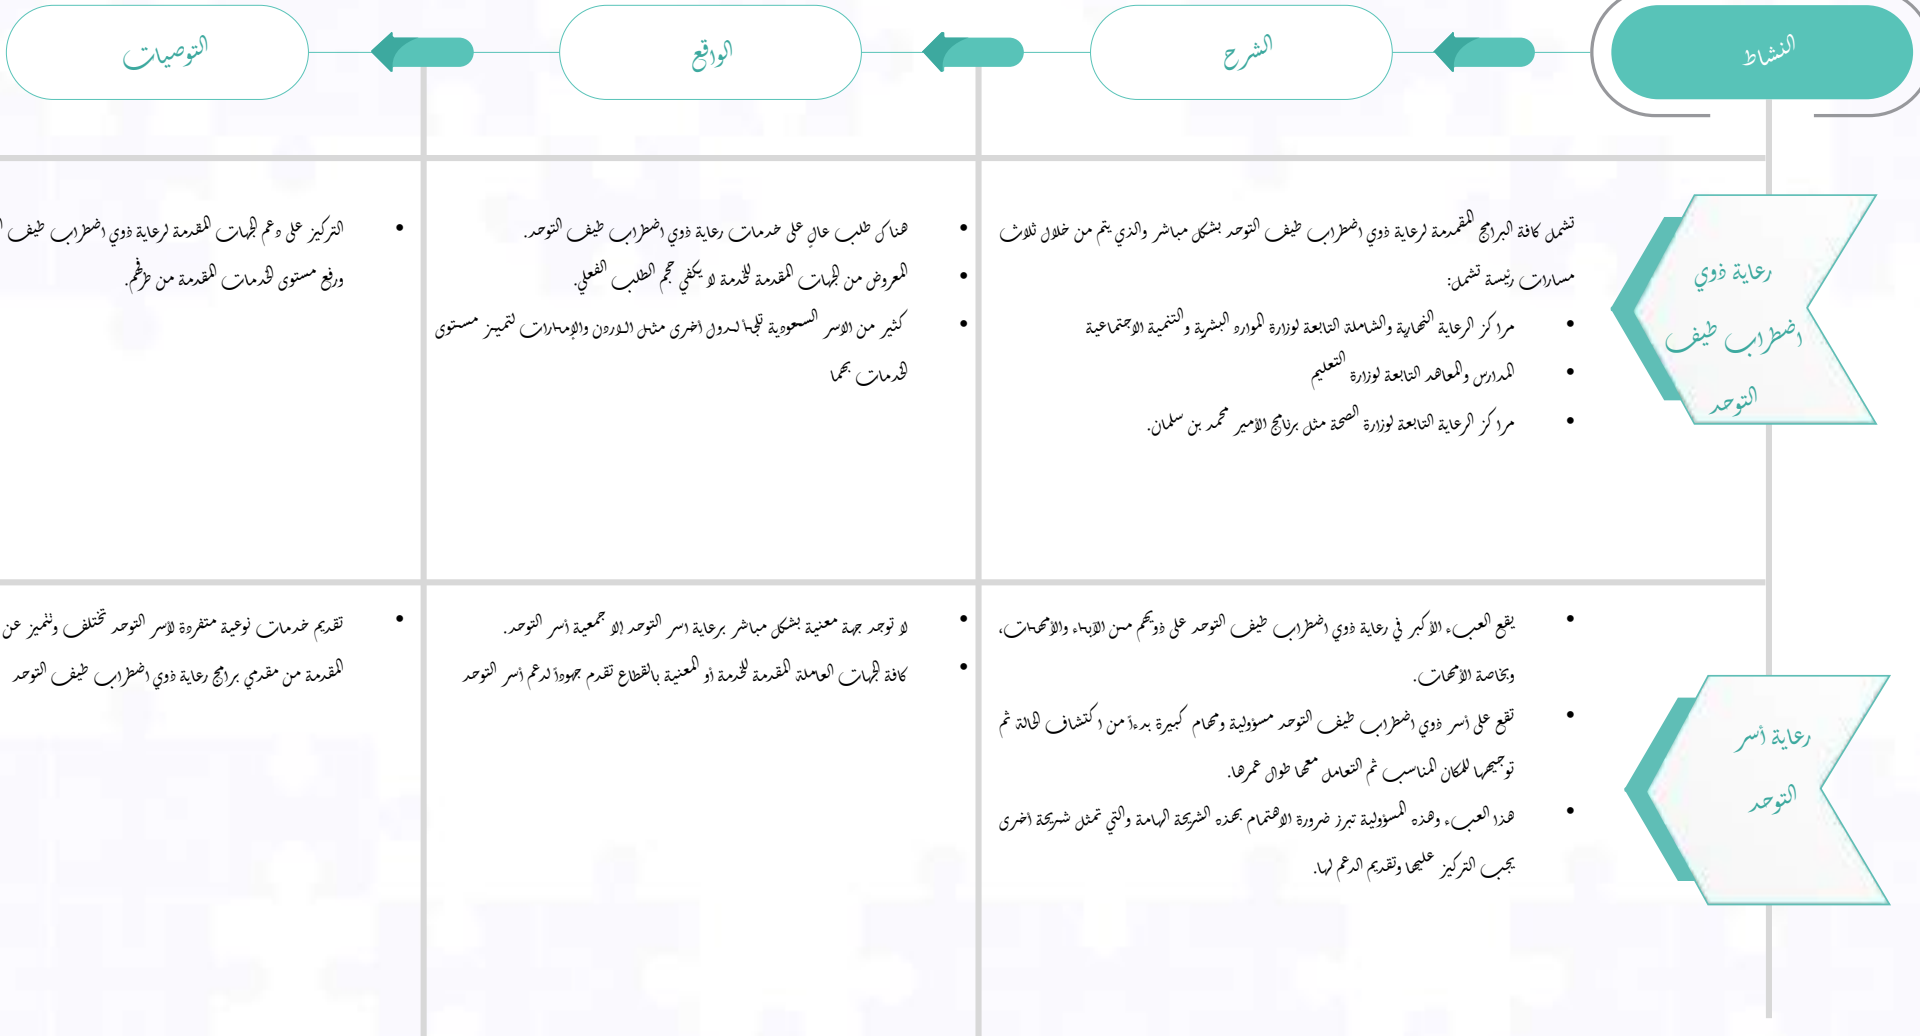 النشاط
الشرح
الواقع
التوصيات
رعاية ذوي
اضطراب طيف
التوحد
تشمل كافة البرامج المقدمة لرعاية ذوي اضطراب طيف التوحد بشكل مباشر والذي يتم من خلال ثلاث
مسارات رئيسة تشمل:
• مراكز الرعاية النهارية والشاملة التابعة لوزارة الموارد البشرية والتنمية الاجتماعية
• المدارس والمعاهد التابعة لوزارة التعليم
• مراكز الرعاية التابعة لوزارة الصحة مثل برنامج الأمير محمد بن سلمان.
• هناك طلب عالٍ على خدمات رعاية ذوي اضطراب طيف التوحد.
• المعروض من الجهات المقدمة للخدمة لا يكفي حجم الطلب الفعلي.
• كثير من الاسر السعودية تلجأ لدول أخرى مثل الاردن والإمارات لتميز مستوى
الخدمات بهما
• التركيز على دعم الجهات المقدمة لرعاية ذوي اضطراب طيف
ورفع مستوى الخدمات المقدمة من طرفهم.
رعاية أسر
التوحد
• يقع العبء الأكبر في رعاية ذوي اضطراب طيف التوحد على ذويهم من الآباء والأمهات،
وبخاصة الأمهات.
• تقع على أسر ذوي اضطراب طيف التوحد مسؤولية ومهام كبيرة بدءاً من اكتشاف الحالة ثم
توجيهها للمكان المناسب ثم التعامل معها طوال عمرها.
• هذا العبء وهذه المسؤولية تبرز ضرورة الاهتمام بهذه الشريحة الهامة والتي تمثل شريحة أخرى
يجب التركيز عليها وتقديم الدعم لها.
• لا توجد جهة معنية بشكل مباشر برعاية اسر التوحد إلا جمعية أسر التوحد.
• كافة الجهات العاملة المقدمة للخدمة أو المعنية بالقطاع تقدم جهوداً لدعم أسر التوحد
• تقديم خدمات نوعية متفردة لأسر التوحد تختلف وتتميز عن
المقدمة من مقدمي برامج رعاية ذوي اضطراب طيف التوحد